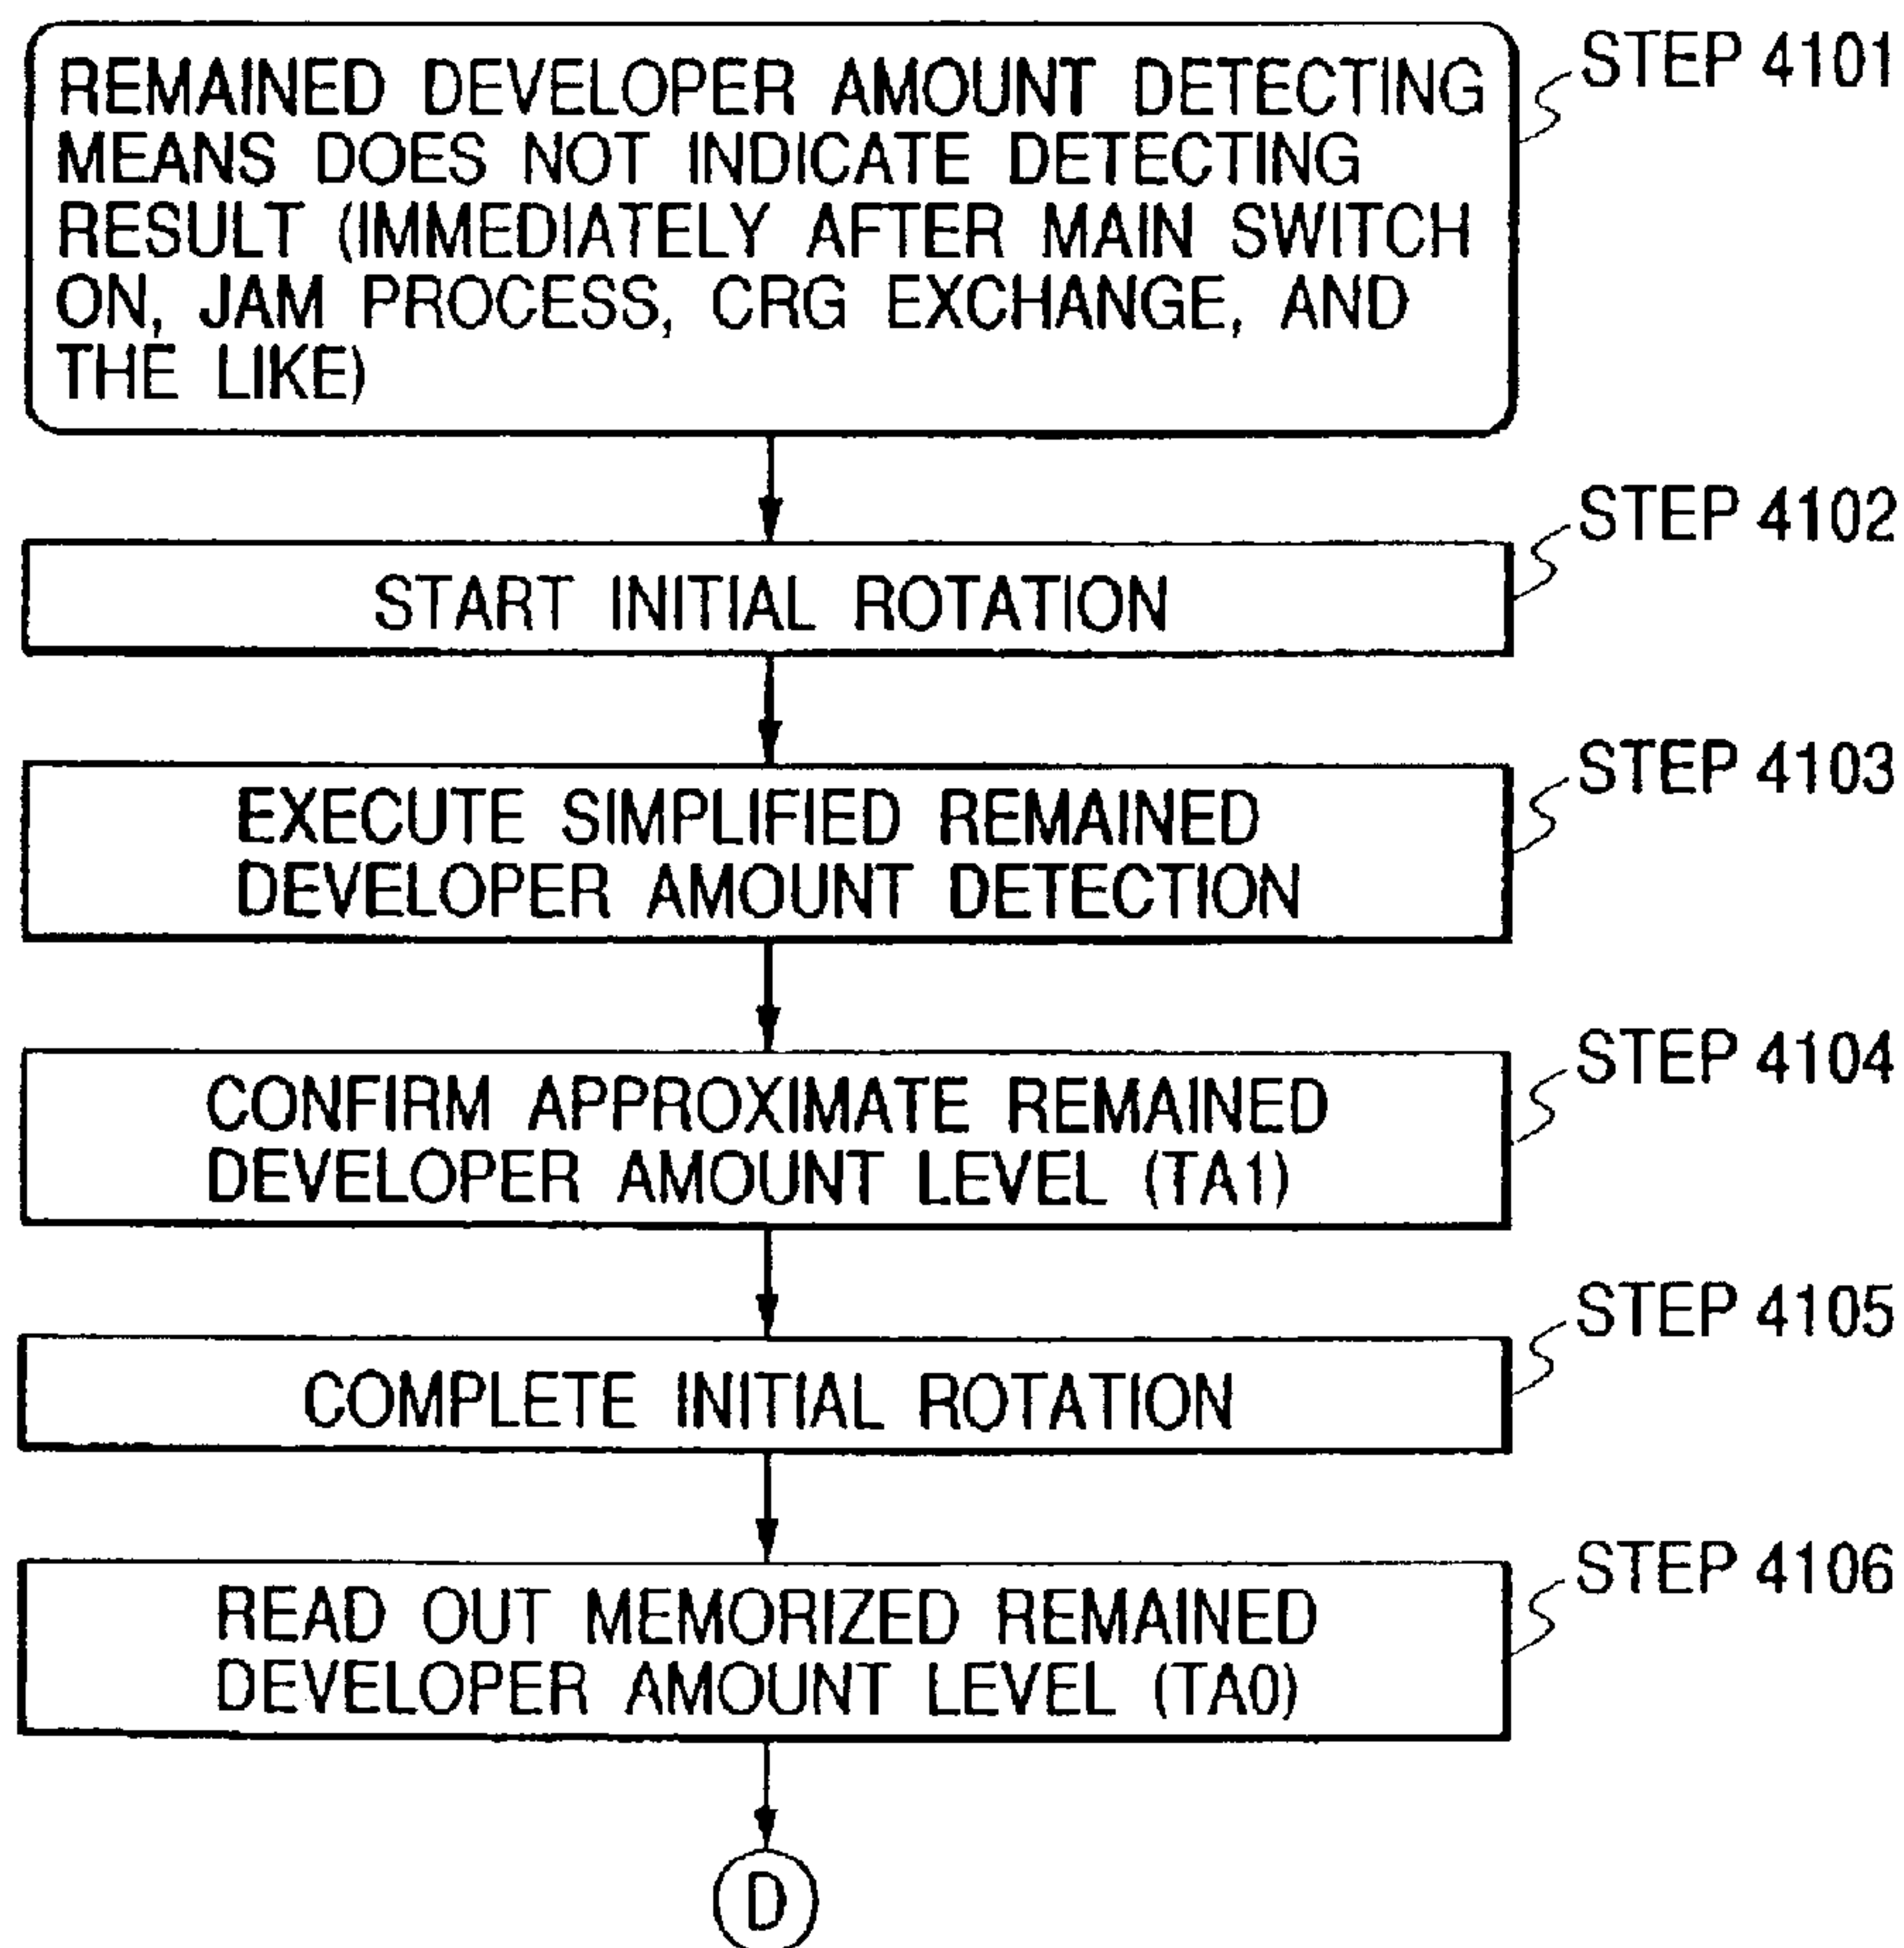 REMAINED DEVELOPER AMOUNT DETECTING
MEANS DOES NOT INDICATE DETECTING
RESULT (IMMEDIATELY AFTER MAIN SWITCH
ON, JAM PROCESS, CRG EXCHANGE, AND
THE LIKE)
STEP 4101
START INITIAL ROTATION
STEP 4102
EXECUTE SIMPLIFIED REMAINED
DEVELOPER AMOUNT DETECTION
STEP 4103
CONFIRM APPROXIMATE REMAINED
DEVELOPER AMOUNT LEVEL (TA1)
STEP 4104
COMPLETE INITIAL ROTATION
STEP 4105
READ OUT MEMORIZED REMAINED
DEVELOPER AMOUNT LEVEL (TA0)
STEP 4106
D